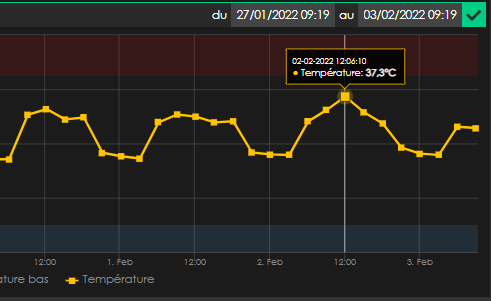 du 27/01/2022 09:19 au 03/02/2022 09:19
02-02-2022 12:06:10
Température: 37,3°C
12:00 1. Feb 12:00 2. Feb 12:00 3. Feb
ature bas Température